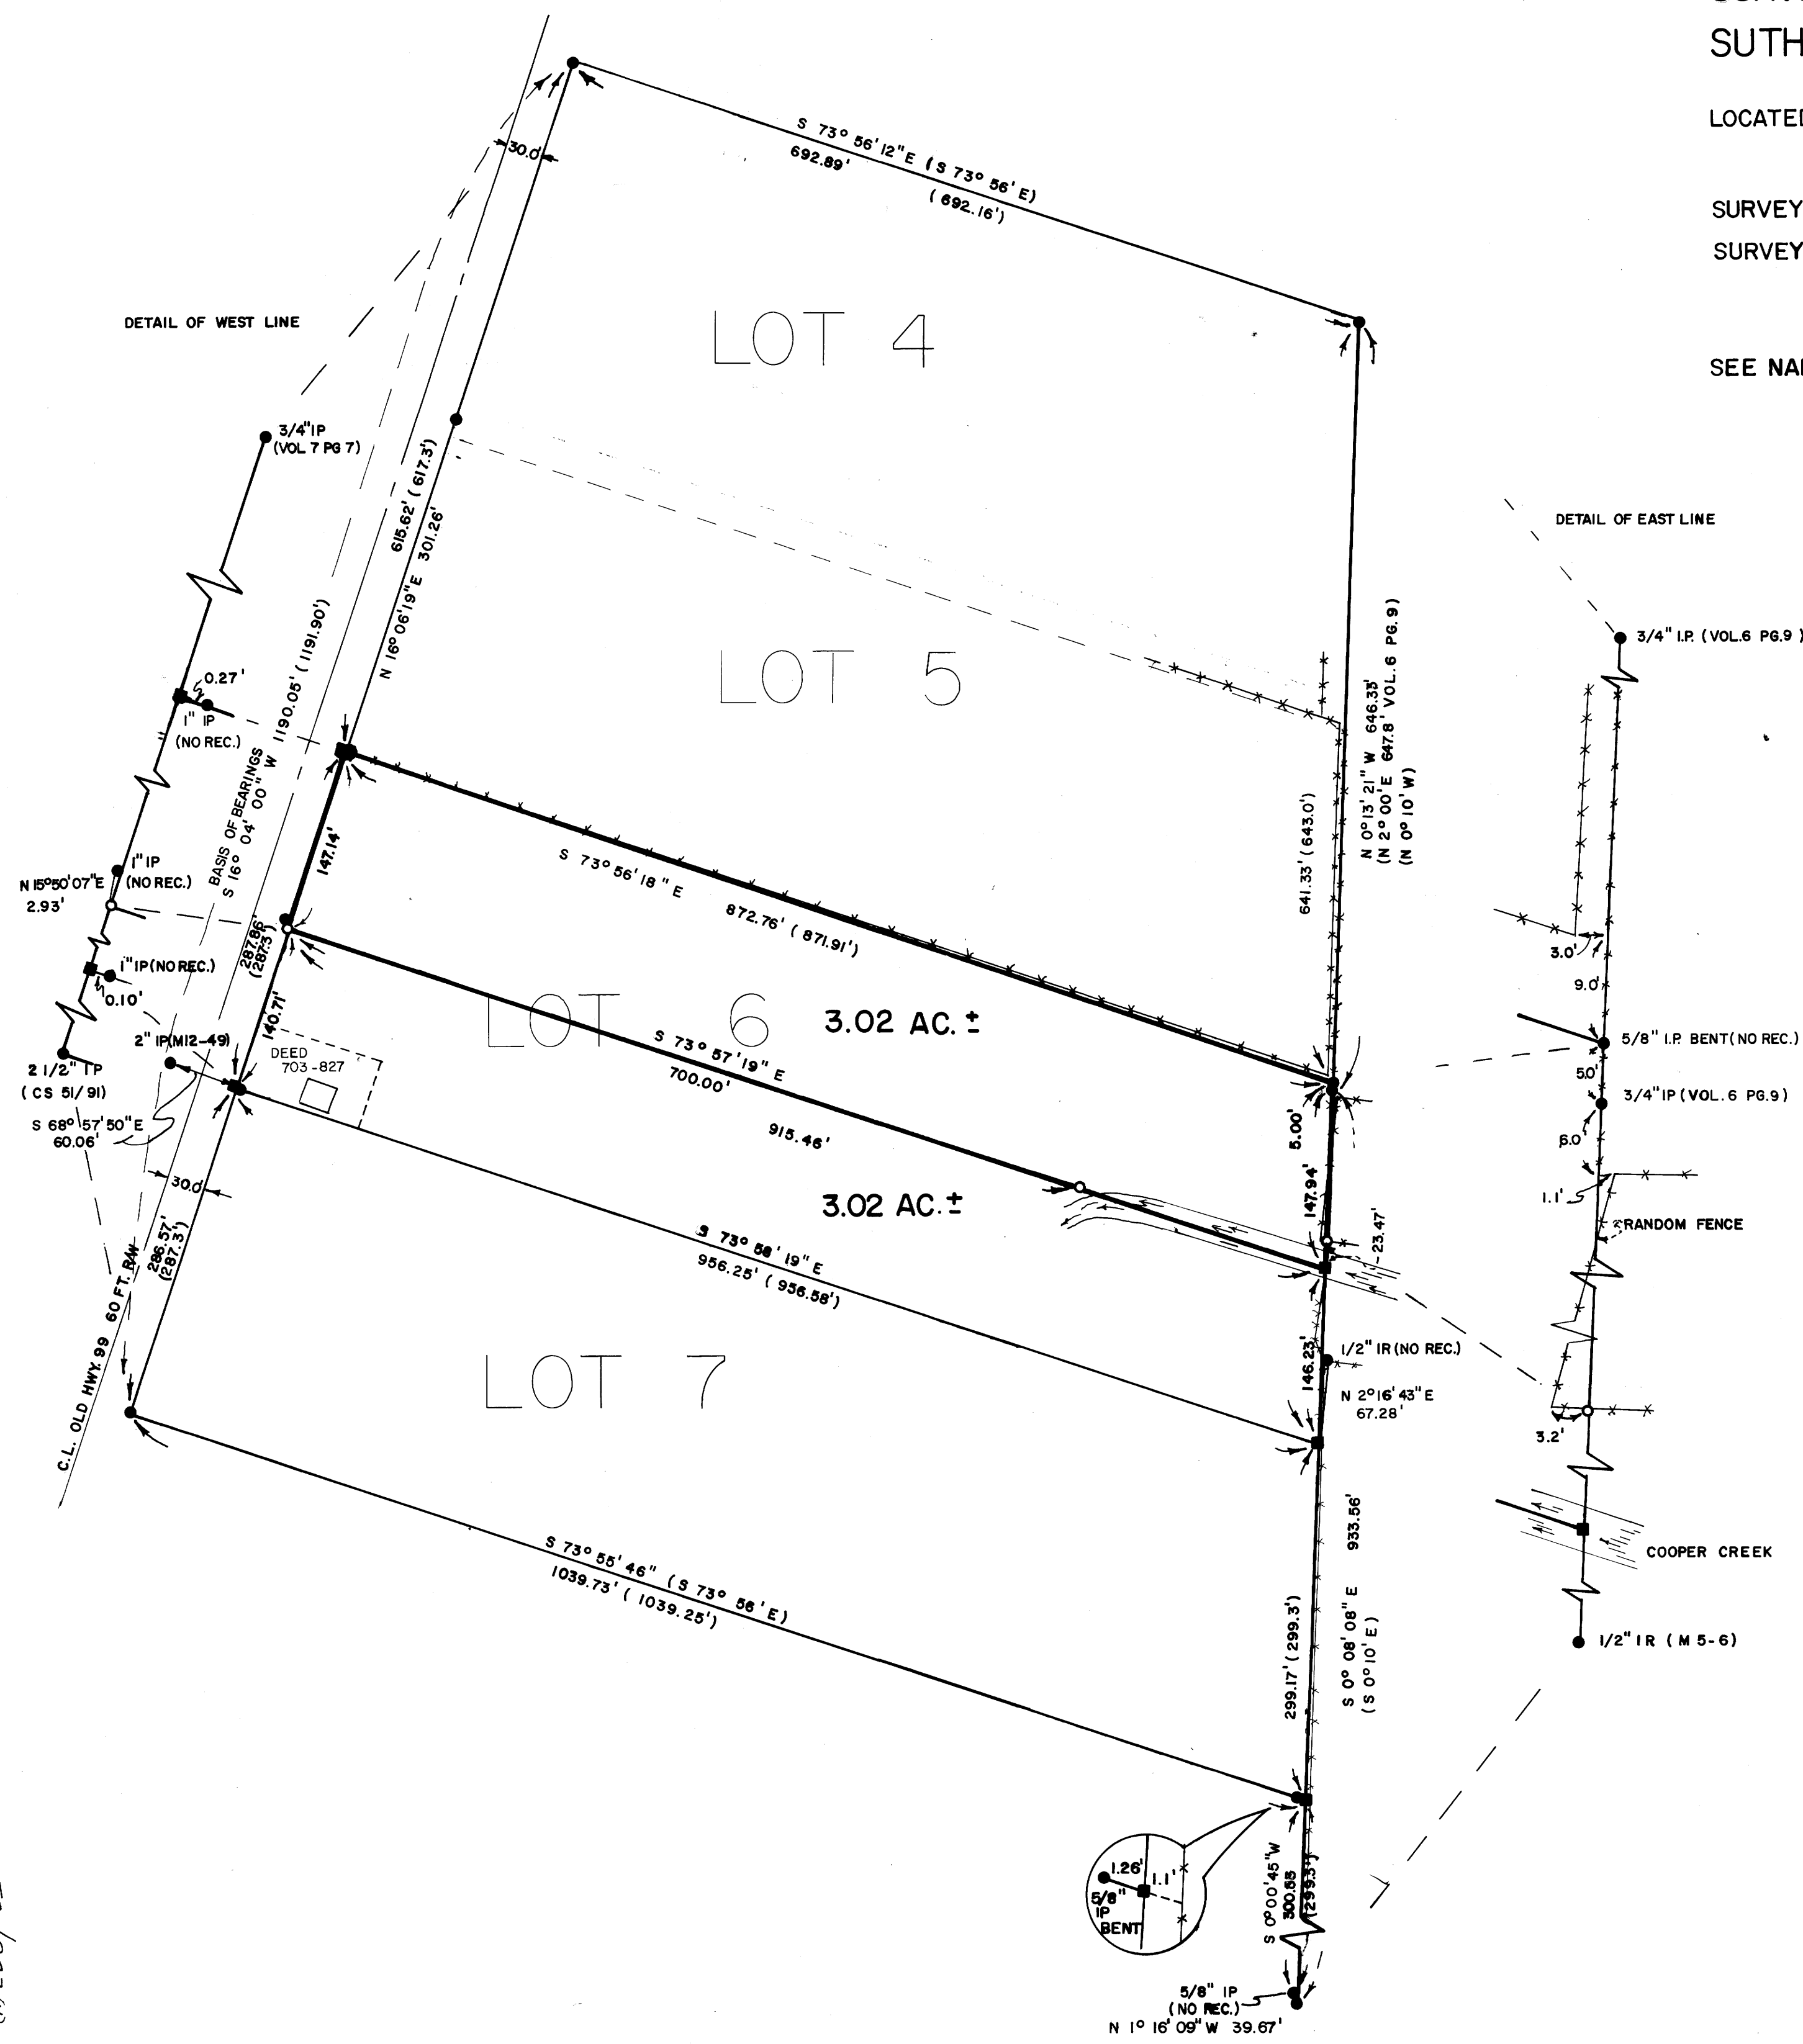 SUTH
LOCATED
SURVEY
SURVEY
SEE NAR
S 73° 56' 12" E (S 73° 56' E)
692.89'
(692.16')
30.0'
DETAIL OF WEST LINE
LOT 4
3/4" IP
(VOL 7 PG 7)
615.62' (617.3')
N 16° 06' 19" E 301.26'
DETAIL OF EAST LINE
LOT 5
3/4" I.P. (VOL. 6 PG. 9)
N 0° 13' 21" W 646.33'
(N 2° 00' E 647.8' VOL. 6 PG. 9)
(N 0° 10' W)
641.33' (643.0')
0.27'
1" IP
(NO REC.)
BASIS OF BEARINGS
S 16° 04' 00" W 1190.05' (1191.90')
147.14'
S 73° 56' 18" E
872.76' (871.91')
1" IP
(NO REC.)
N 15° 50' 07" E
2.93'
287.86'
(287.3')
3.0'
9.0'
1" IP (NO REC.)
0.10'
140.71'
LOT 6
3.02 AC. ±
5/8" I.P. BENT (NO REC.)
5.0'
3/4" IP (VOL. 6 PG. 9)
6.0'
2" IP (M12-49)
DEED
703-827
2 1/2" IP
(CS 51/91)
S 73° 57' 19" E
700.00'
S 68° 57' 50" E
60.06'
915.46'
5.00'
147.94'
23.47'
1.1'
RANDOM FENCE
30.0'
3.02 AC. ±
286.57'
(287.3')
S 73° 58' 19" E
956.25' (956.58')
C.L. OLD HWY. 99 60 FT. R/W
146.23'
1/2" IR (NO REC.)
N 2° 16' 43" E
67.28'
LOT 7
3.2'
COOPER CREEK
933.56'
S 0° 08' 08" E
(S 0° 10' E)
299.17' (299.3')
S 73° 55' 46" (S 73° 56' E)
1039.73' (1039.25')
1/2" IR (M 5-6)
1.26'
1.1'
5/8"
IP
BENT
S 0° 00' 45" W
(299.3')
5/8" IP
(NO REC.)
N 1° 16' 09" W 39.67'